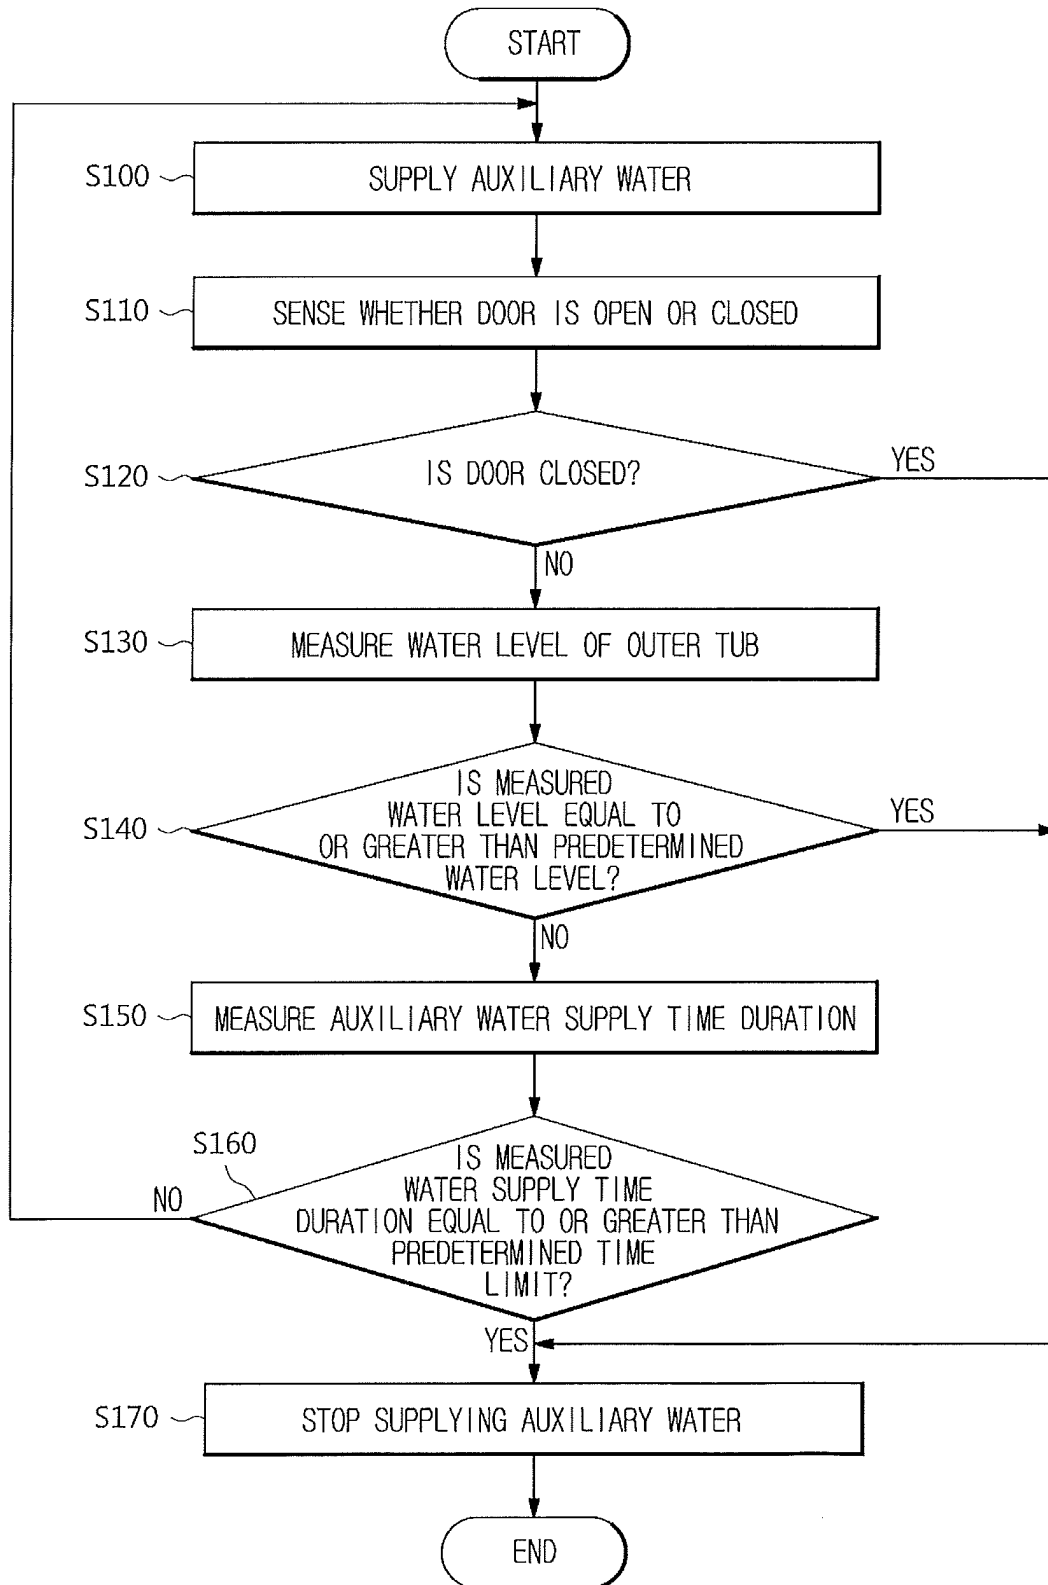 START
S100
SUPPLY AUXILIARY WATER
S110
SENSE WHETHER DOOR IS OPEN OR CLOSED
S120
IS DOOR CLOSED?
YES
NO
S130
MEASURE WATER LEVEL OF OUTER TUB
S140
IS MEASURED
WATER LEVEL EQUAL TO
OR GREATER THAN PREDETERMINED
WATER LEVEL?
YES
NO
S150
MEASURE AUXILIARY WATER SUPPLY TIME DURATION
S160
NO
IS MEASURED
WATER SUPPLY TIME
DURATION EQUAL TO OR GREATER THAN
PREDETERMINED TIME
LIMIT?
YES
S170
STOP SUPPLYING AUXILIARY WATER
END